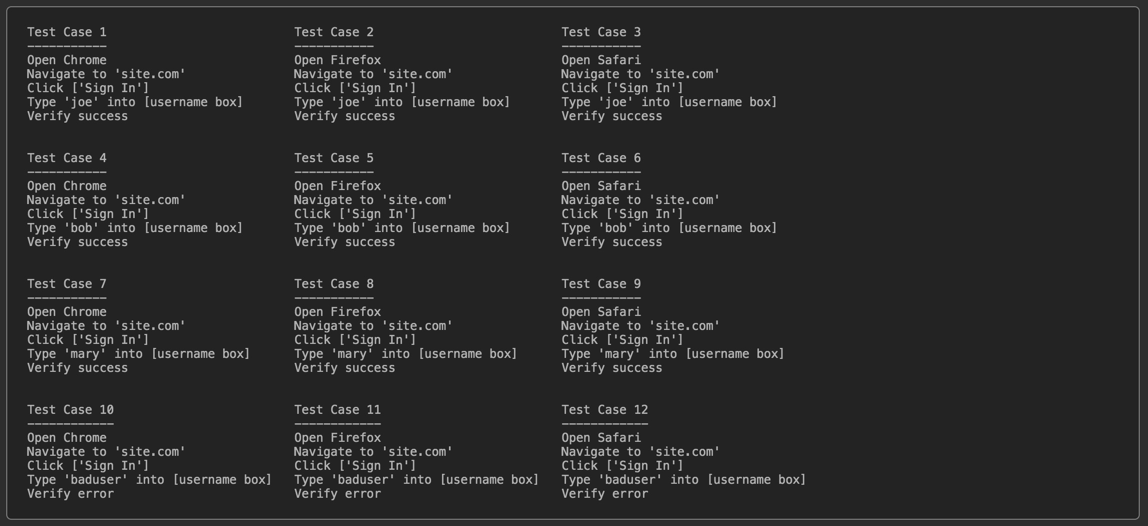 Test Case 1
-----------
Open Chrome
Navigate to 'site.com'
Click ['Sign In']
Type 'joe' into [username box]
Verify success
Test Case 2
-----------
Open Firefox
Navigate to 'site.com'
Click ['Sign In']
Type 'joe' into [username box]
Verify success
Test Case 3
-----------
Open Safari
Navigate to 'site.com'
Click ['Sign In']
Type 'joe' into [username box]
Verify success
Test Case 4
-----------
Open Chrome
Navigate to 'site.com'
Click ['Sign In']
Type 'bob' into [username box]
Verify success
Test Case 5
-----------
Open Firefox
Navigate to 'site.com'
Click ['Sign In']
Type 'bob' into [username box]
Verify success
Test Case 6
-----------
Open Safari
Navigate to 'site.com'
Click ['Sign In']
Type 'bob' into [username box]
Verify success
Test Case 7
-----------
Open Chrome
Navigate to 'site.com'
Click ['Sign In']
Type 'mary' into [username box]
Verify success
Test Case 8
-----------
Open Firefox
Navigate to 'site.com'
Click ['Sign In']
Type 'mary' into [username box]
Verify success
Test Case 9
-----------
Open Safari
Navigate to 'site.com'
Click ['Sign In']
Type 'mary' into [username box]
Verify success
Test Case 10
------------
Open Chrome
Navigate to 'site.com'
Click ['Sign In']
Type 'baduser' into [username box]
Verify error
Test Case 11
------------
Open Firefox
Navigate to 'site.com'
Click ['Sign In']
Type 'baduser' into [username box]
Verify error
Test Case 12
------------
Open Safari
Navigate to 'site.com'
Click ['Sign In']
Type 'baduser' into [username box]
Verify error